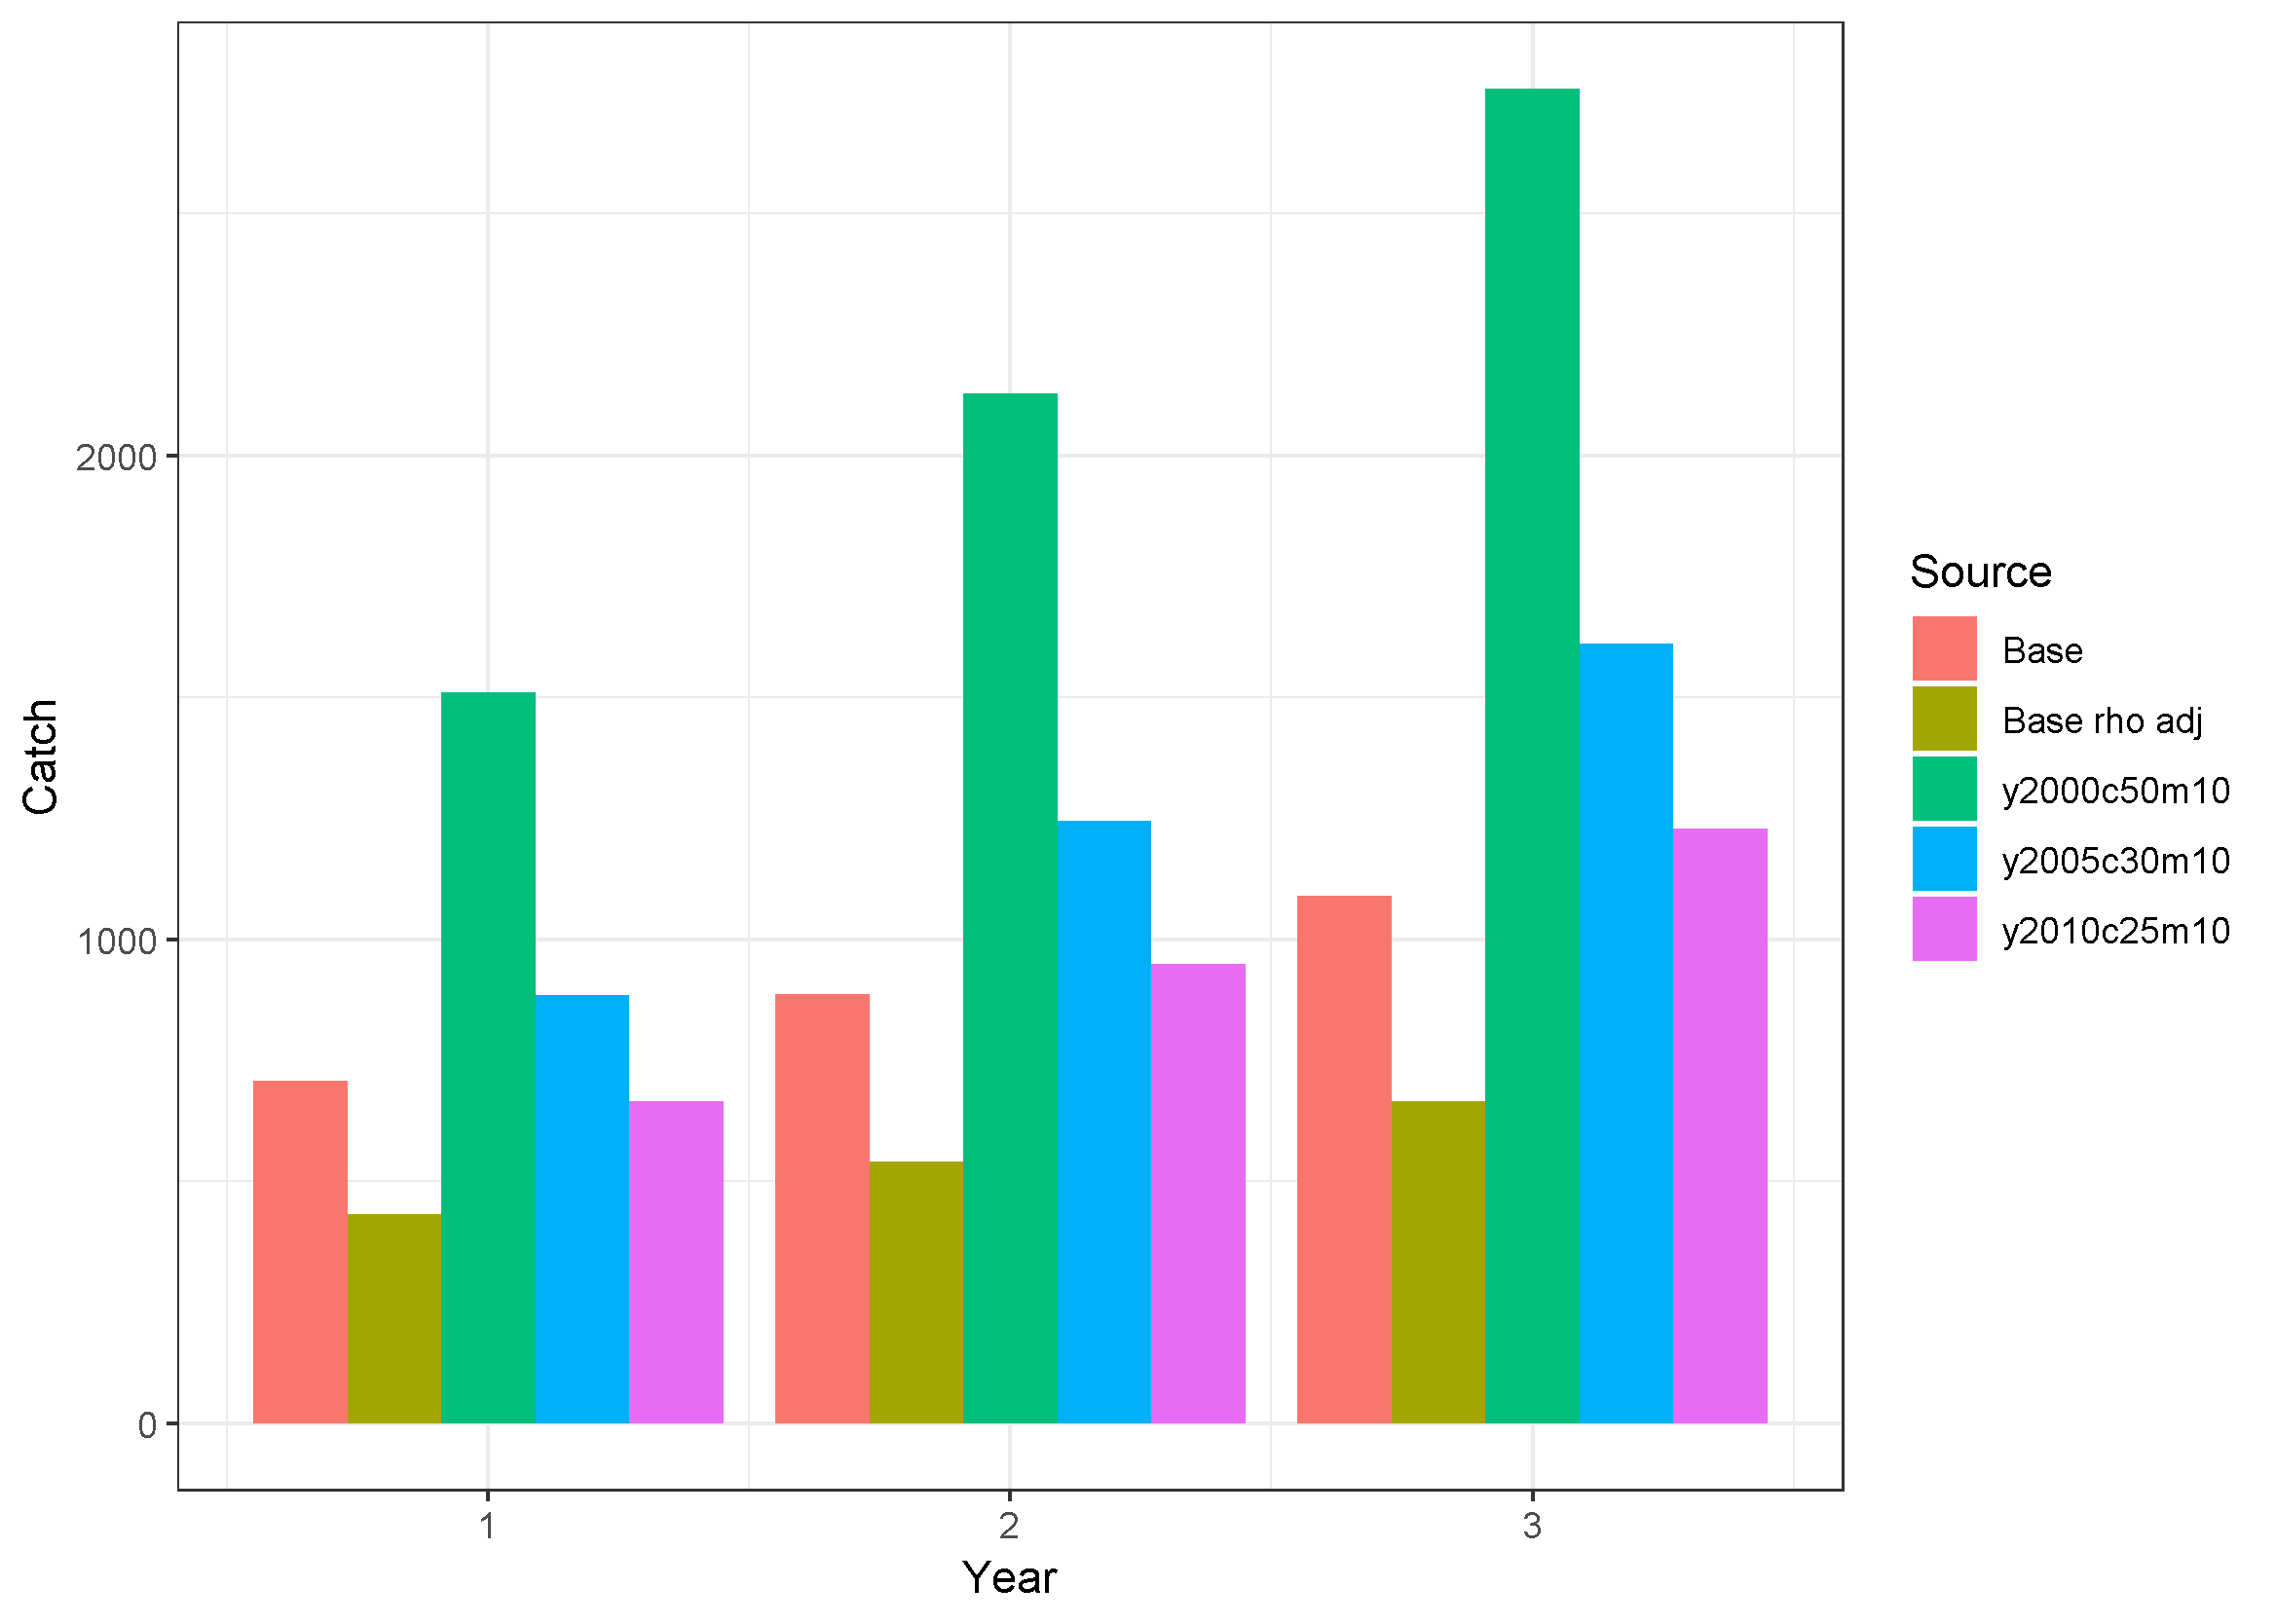 Catch
2000
1000
0
1
2
3
Year
Source
Base
Base rho adj
y2000c50m10
y2005c30m10
y2010c25m10